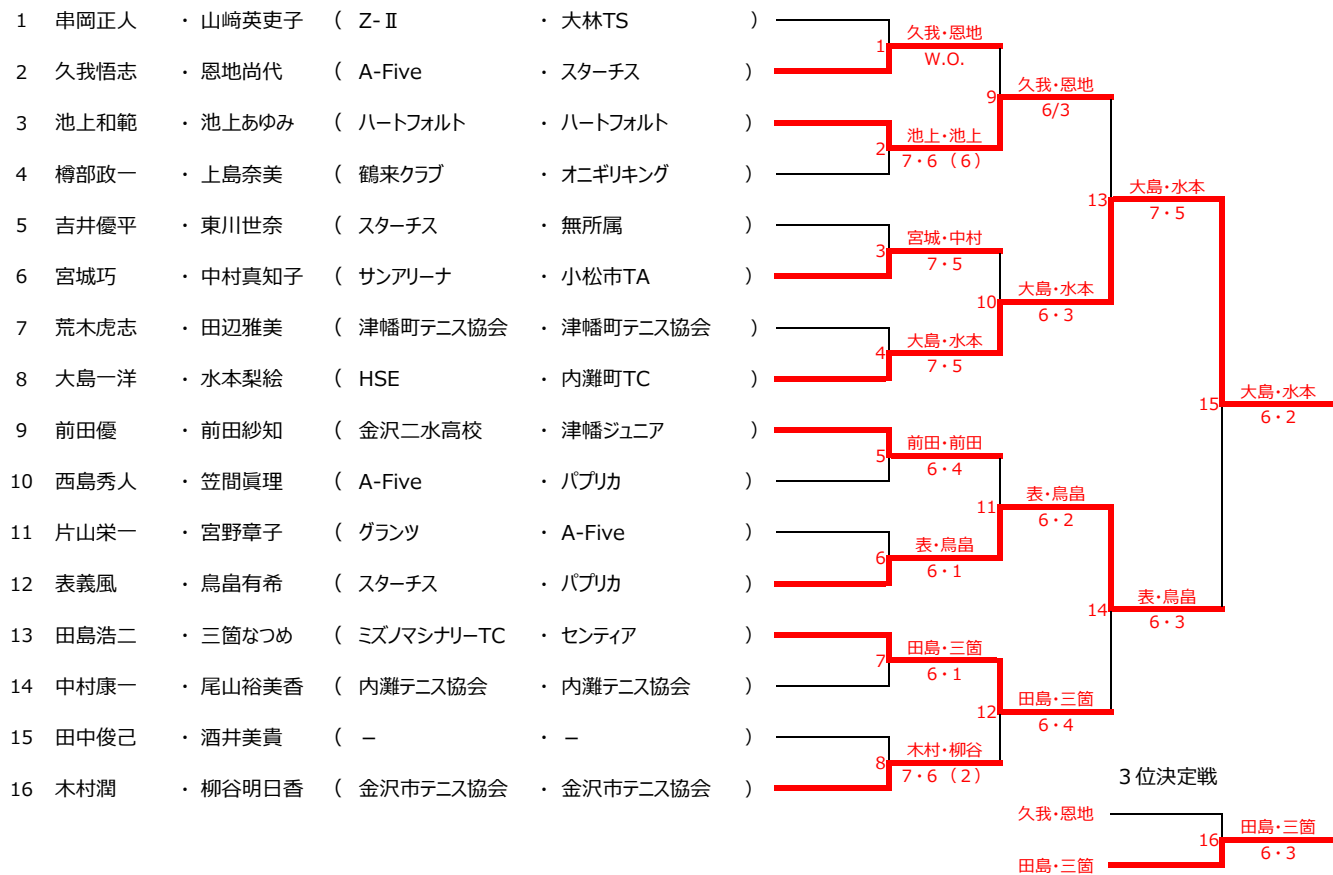 1 串岡正人 ・ 山﨑英吏子 ( Z-Ⅱ ・ 大林TS )
久我・恩地
1
W.O.
2 久我悟志 ・ 恩地尚代 ( A-Five ・ スターチス )
久我・恩地
9
6/3
3 池上和範 ・ 池上あゆみ ( ハートフォルト ・ ハートフォルト )
池上・池上
2
7・6（6）
4 樽部政一 ・ 上島奈美 ( 鶴来クラブ ・ オニギリキング )
大島・水本
13
7・5
5 吉井優平 ・ 東川世奈 ( スターチス ・ 無所属 )
宮城・中村
3
7・5
6 宮城巧 ・ 中村真知子 ( サンアリーナ ・ 小松市TA )
大島・水本
10
6・3
7 荒木虎志 ・ 田辺雅美 ( 津幡町テニス協会 ・ 津幡町テニス協会 )
大島・水本
4
7・5
8 大島一洋 ・ 水本梨絵 ( HSE ・ 内灘町TC )
大島・水本
15
6・2
9 前田優 ・ 前田紗知 ( 金沢二水高校 ・ 津幡ジュニア )
前田・前田
5
6・4
10 西島秀人 ・ 笠間眞理 ( A-Five ・ パプリカ )
表・鳥畠
11
6・2
11 片山栄一 ・ 宮野章子 ( グランツ ・ A-Five )
表・鳥畠
6
6・1
12 表義風 ・ 鳥畠有希 ( スターチス ・ パプリカ )
表・鳥畠
14
6・3
13 田島浩二 ・ 三箇なつめ ( ミズノマシナリーTC ・ センティア )
田島・三箇
7
6・1
14 中村康一 ・ 尾山裕美香 ( 内灘テニス協会 ・ 内灘テニス協会 )
田島・三箇
12
6・4
15 田中俊己 ・ 酒井美貴 ( − ・ − )
木村・柳谷
8
7・6（2）
16 木村潤 ・ 柳谷明日香 ( 金沢市テニス協会 ・ 金沢市テニス協会 )
３位決定戦
久我・恩地
田島・三箇
16
6・3
田島・三箇